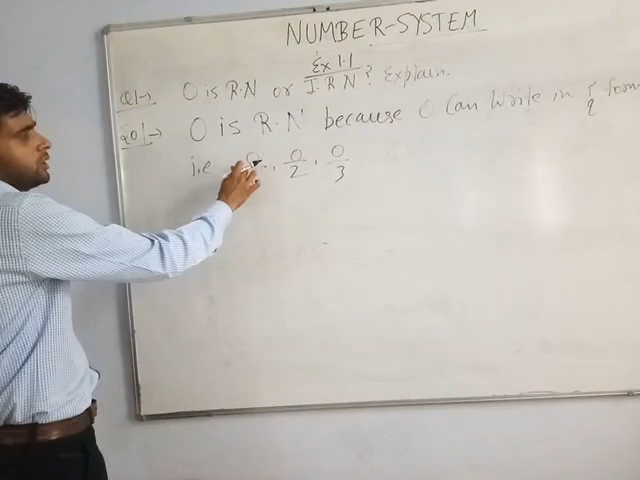 NUMBER-SYSTEM
Ex 1.1
Q1→ 0 is R.N or I.R N? Explain.
Sol→ 0 is R.N because 0 Can write in p/q form
i.e 0/2, 0/3